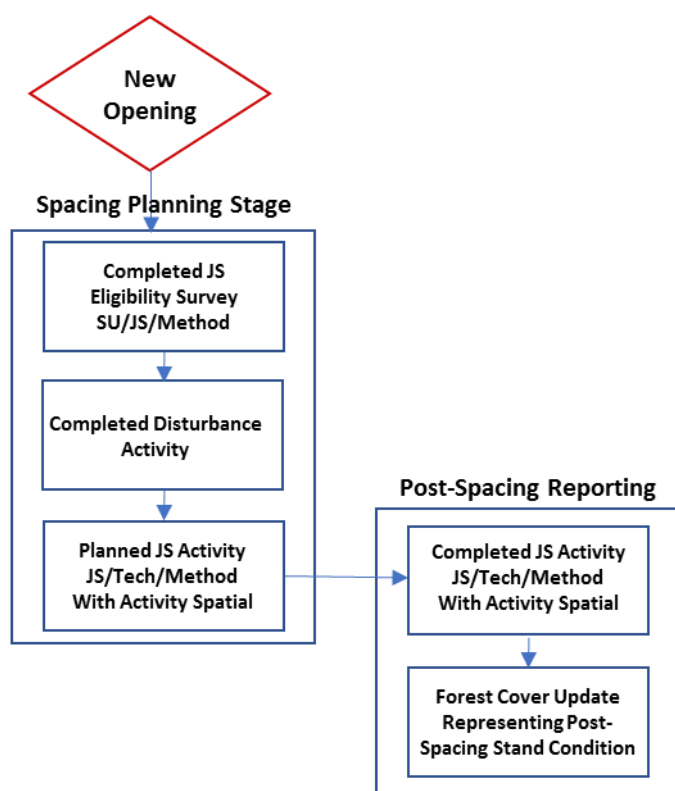 New
Opening
Spacing Planning Stage
Completed JS
Eligibility Survey
SU/JS/Method
Completed Disturbance
Activity
Planned JS Activity
JS/Tech/Method
With Activity Spatial
Post-Spacing Reporting
Completed JS Activity
JS/Tech/Method
With Activity Spatial
Forest Cover Update
Representing Post-
Spacing Stand Condition